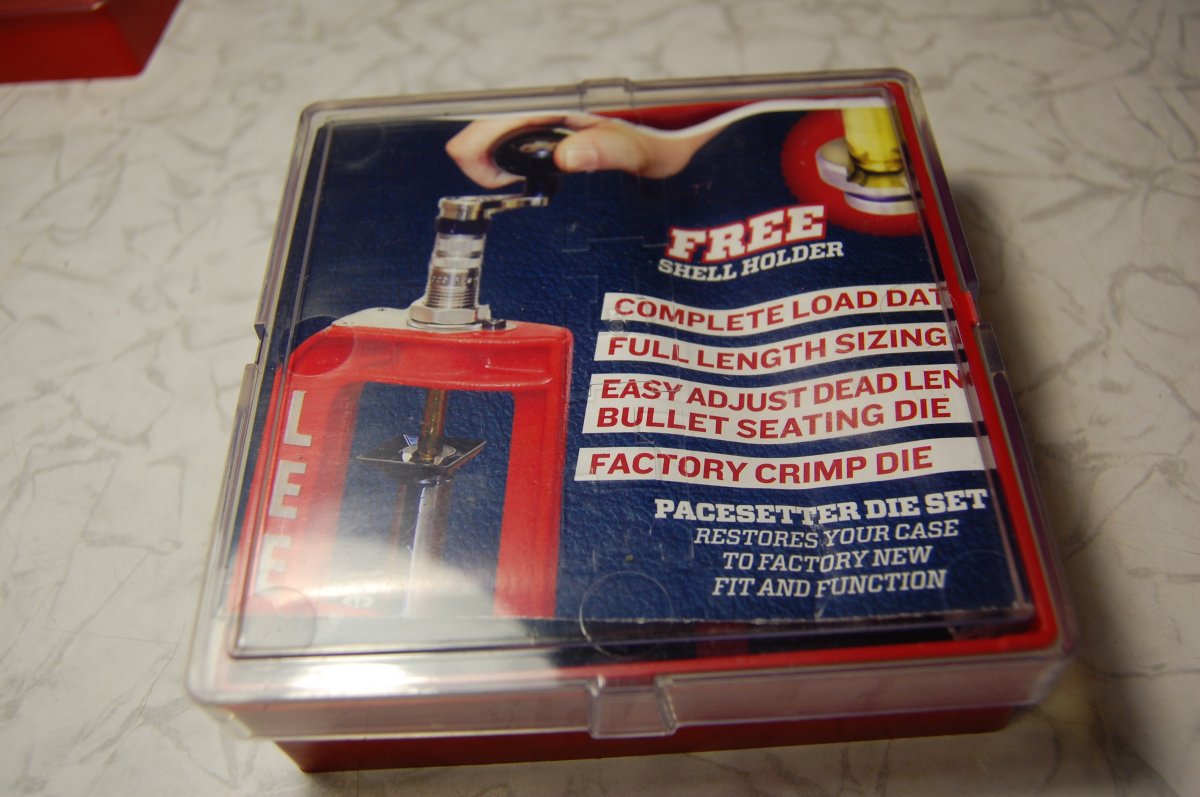 FREE
SHELL HOLDER
COMPLETE LOAD DAT
FULL LENGTH SIZING
EASY ADJUST DEAD LEN
BULLET SEATING DIE
FACTORY CRIMP DIE
PACESETTER DIE SET
RESTORES YOUR CASE
TO FACTORY NEW
FIT AND FUNCTION
LEE